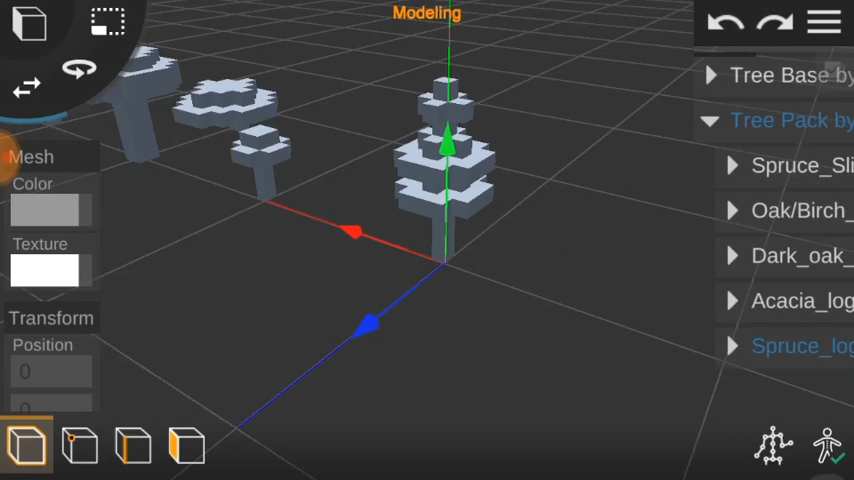 Modeling
Tree Base by
Tree Pack by
Mesh
Color
Spruce_Sli
Oak/Birch_
Texture
Dark_oak_
Acacia_log
Transform
Position
Spruce_log
0
0